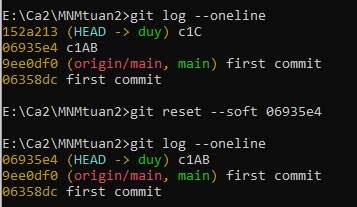 E:\Ca2\MNMtuan2>git log --oneline
152a213 (HEAD -> duy) c1C
06935e4 c1AB
9ee0df0 (origin/main, main) first commit
06358dc first commit
E:\Ca2\MNMtuan2>git reset --soft 06935e4
E:\Ca2\MNMtuan2>git log --oneline
06935e4 (HEAD -> duy) c1AB
9ee0df0 (origin/main, main) first commit
06358dc first commit